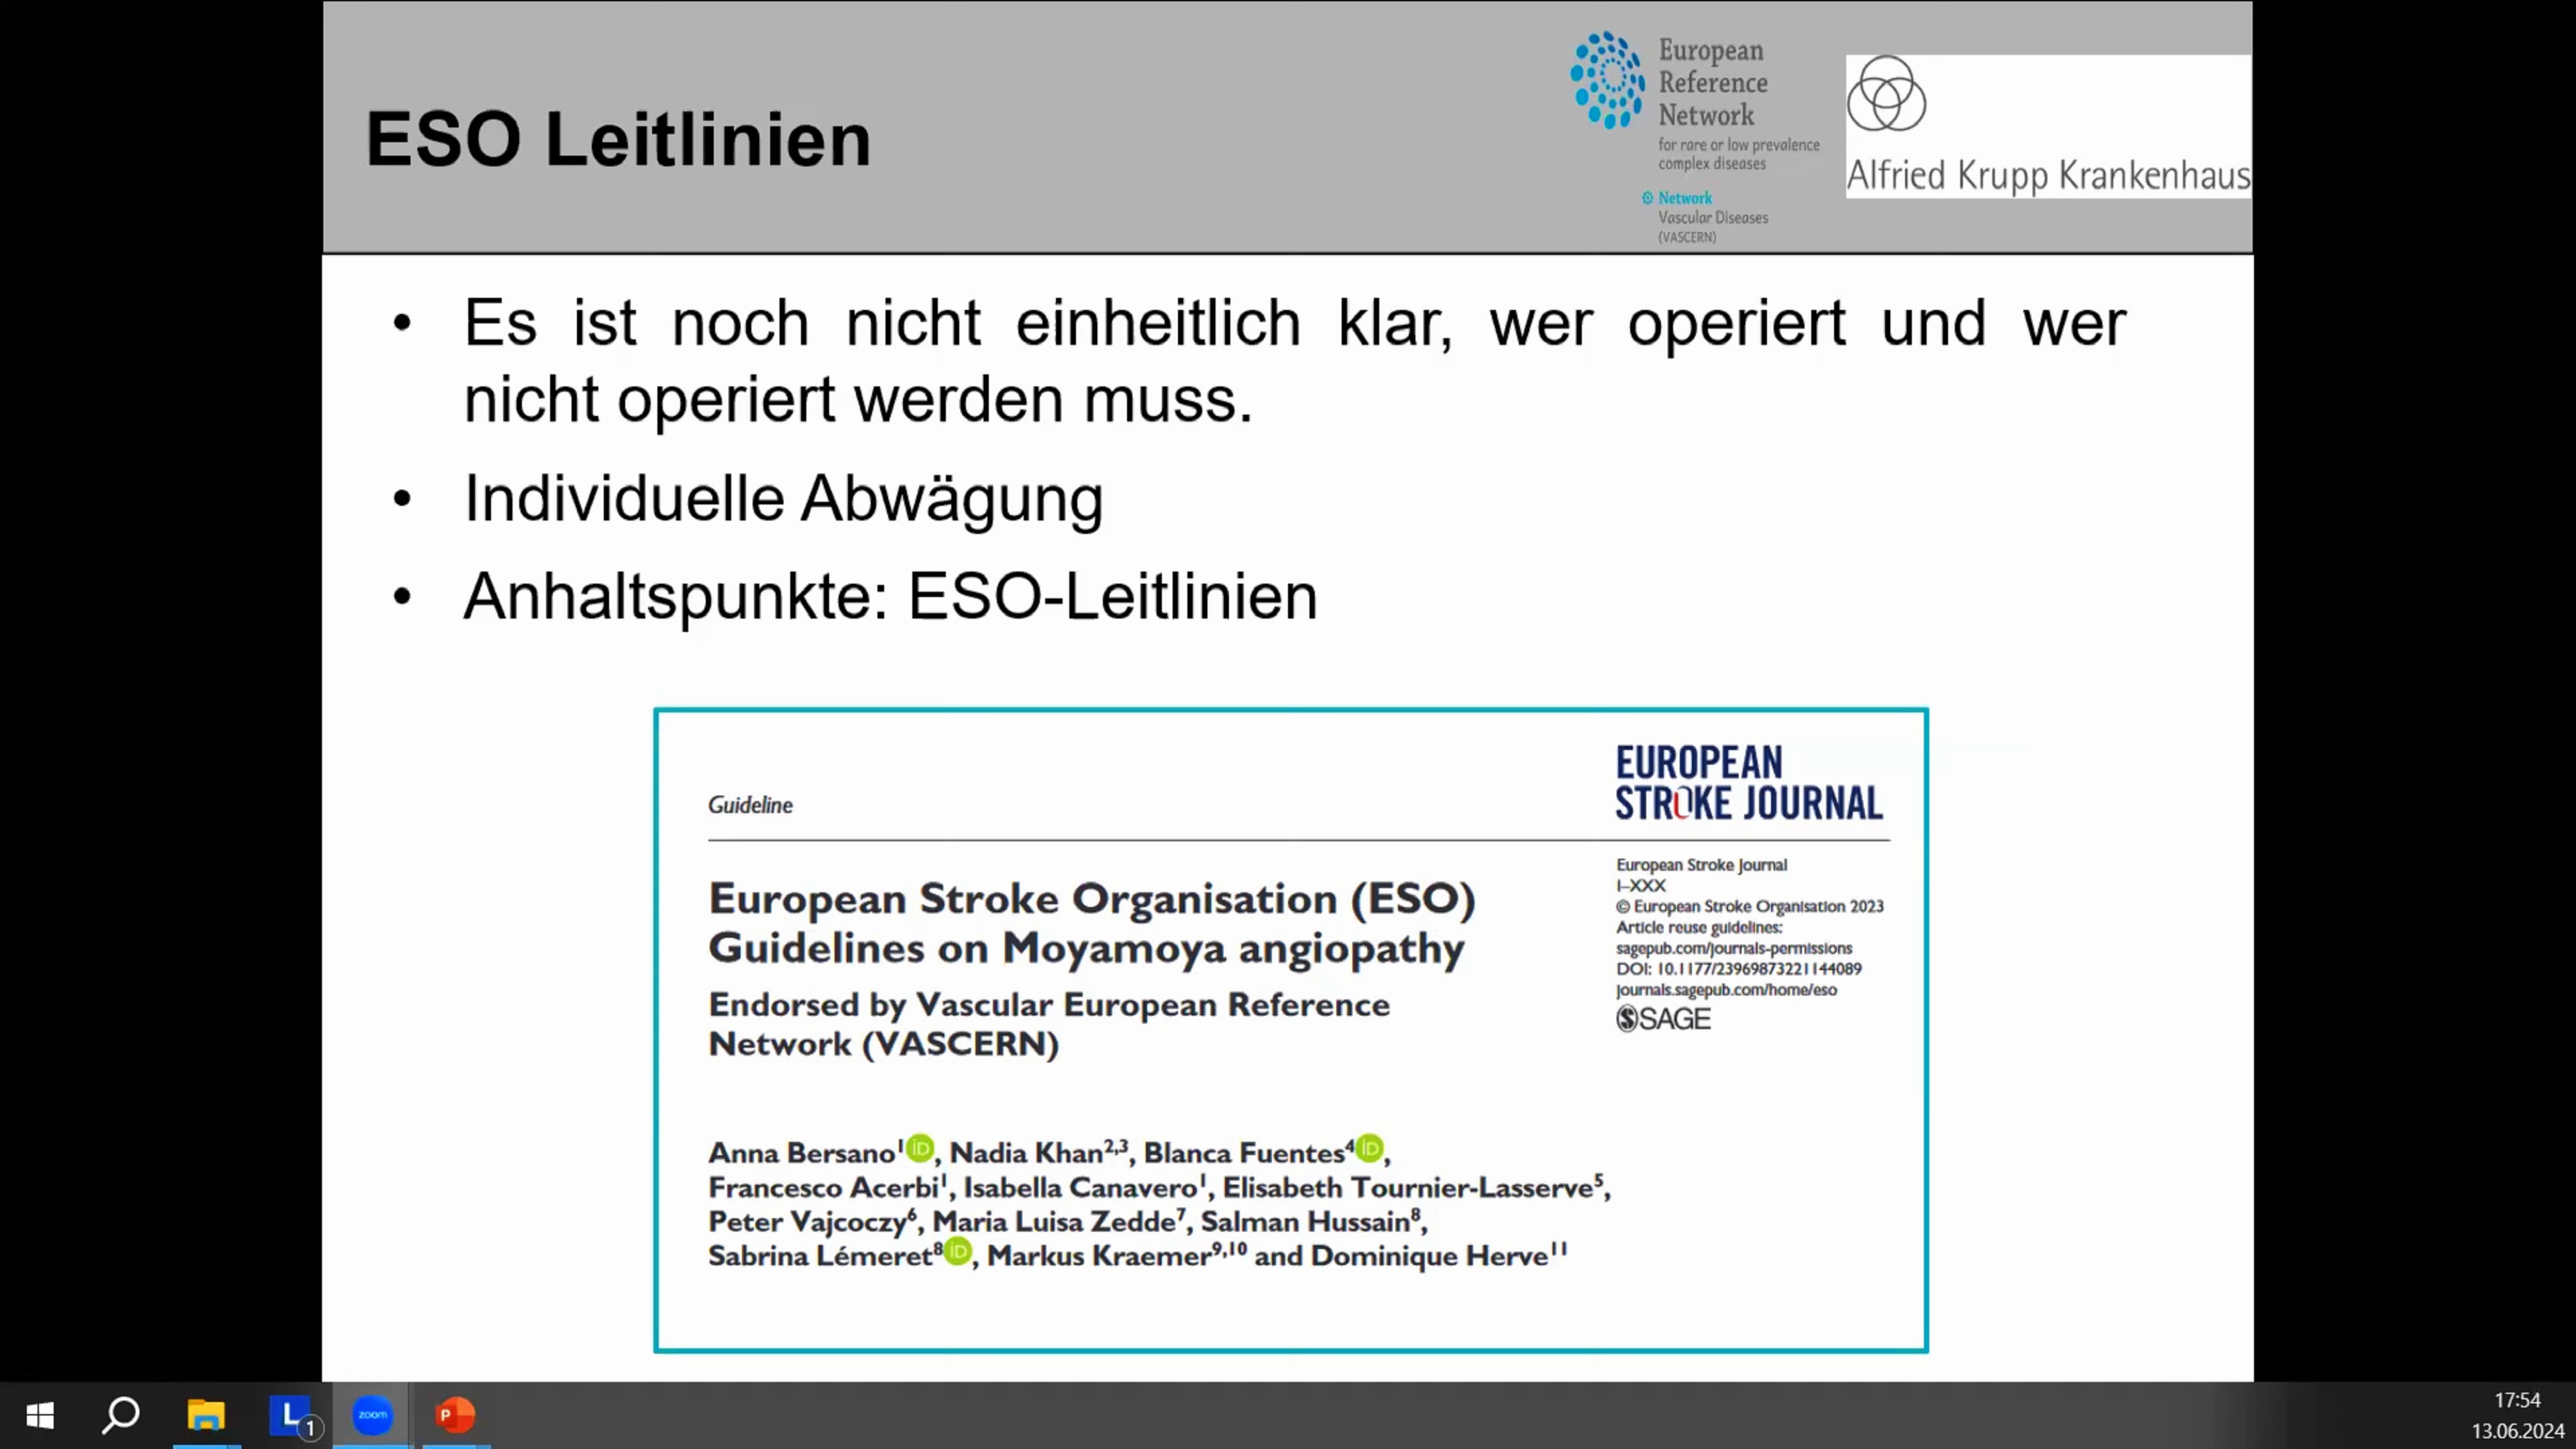 ESO Leitlinien
European
Reference
Network
for rare or low prevalence
complex diseases
Network
Vascular Diseases
(VASCERN)
Alfried Krupp Krankenhaus
• Es ist noch nicht einheitlich klar, wer operiert und wer
nicht operiert werden muss.
• Individuelle Abwägung
• Anhaltspunkte: ESO-Leitlinien
Guideline
EUROPEAN
STROKE JOURNAL
European Stroke Organisation (ESO)
Guidelines on Moyamoya angiopathy
Endorsed by Vascular European Reference
Network (VASCERN)
European Stroke Journal
1–XXX
© European Stroke Organisation 2023
Article reuse guidelines:
sagepub.com/journals-permissions
DOI: 10.1177/23969873221144089
journals.sagepub.com/home/eso
SAGE
Anna Bersano1 iD, Nadia Khan2,3, Blanca Fuentes4 iD,
Francesco Acerbi1, Isabella Canavero1, Elisabeth Tournier-Lasserve5,
Peter Vajcoczy6, Maria Luisa Zedde7, Salman Hussain8,
Sabrina Lémeret8 iD, Markus Kraemer9,10 and Dominique Herve11
L
1
zoom
P
17:54
13.06.2024